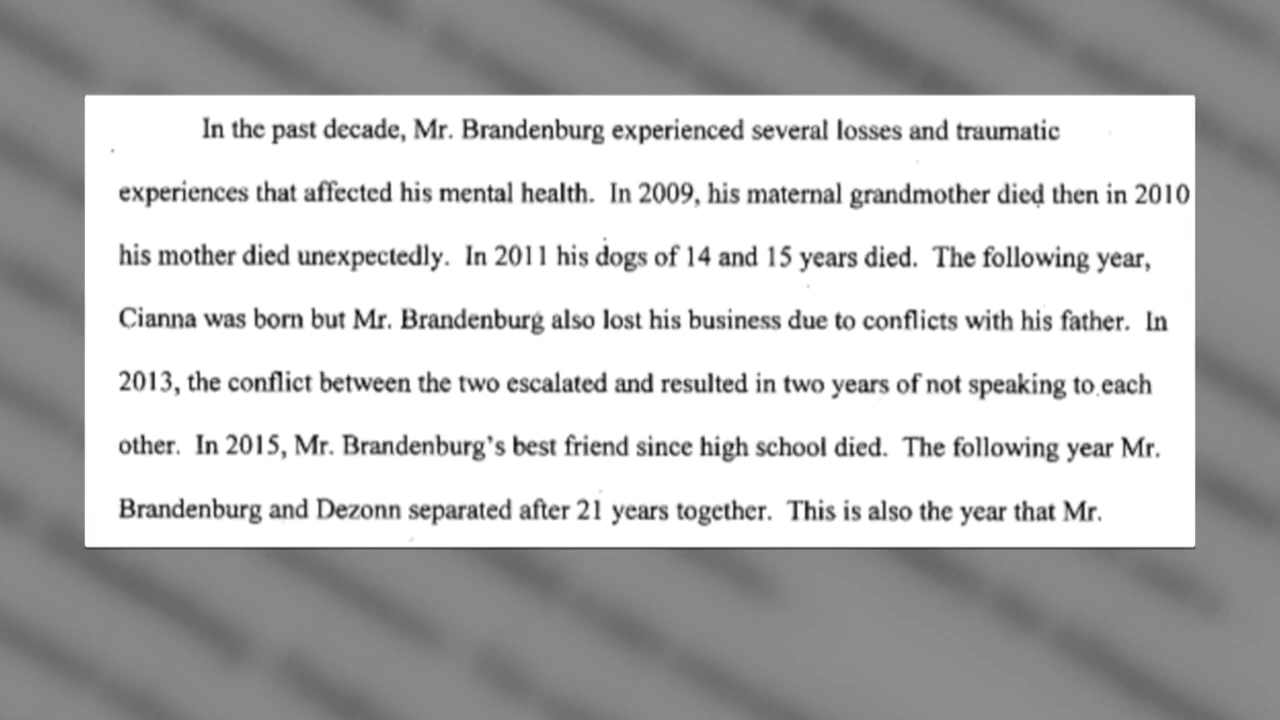 In the past decade, Mr. Brandenburg experienced several losses and traumatic
experiences that affected his mental health. In 2009, his maternal grandmother died then in 2010
his mother died unexpectedly. In 2011 his dogs of 14 and 15 years died. The following year,
Cianna was born but Mr. Brandenburg also lost his business due to conflicts with his father. In
2013, the conflict between the two escalated and resulted in two years of not speaking to each
other. In 2015, Mr. Brandenburg's best friend since high school died. The following year Mr.
Brandenburg and Dezonn separated after 21 years together. This is also the year that Mr.